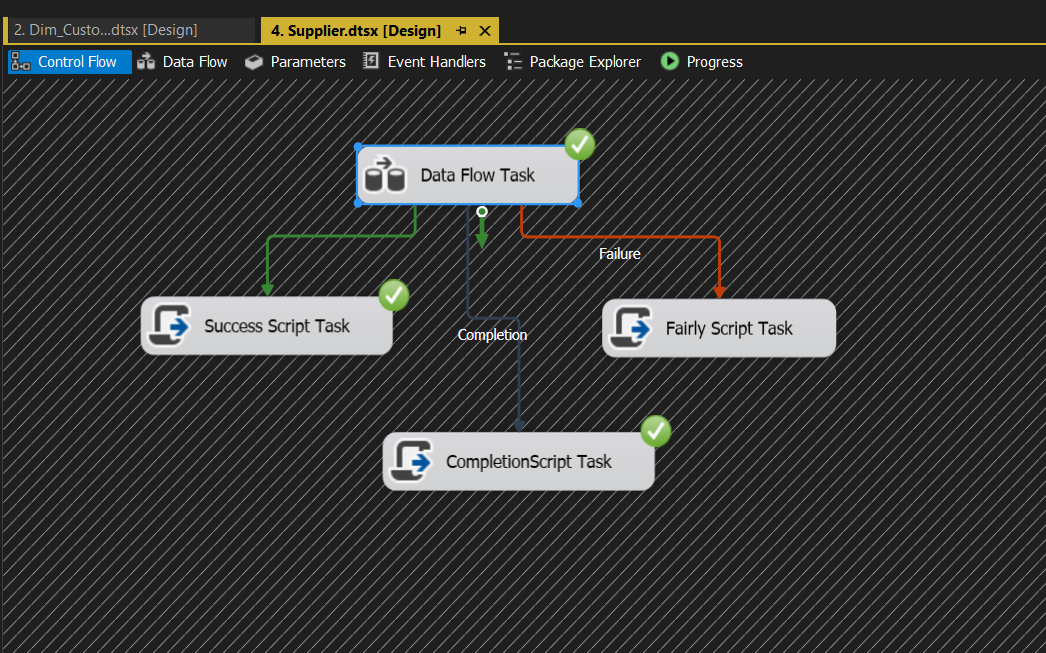 2. Dim_Custo...dtsx [Design]
4. Supplier.dtsx [Design]
Control Flow
Data Flow
Parameters
Event Handlers
Package Explorer
Progress
Data Flow Task
Failure
Success Script Task
Completion
Fairly Script Task
CompletionScript Task